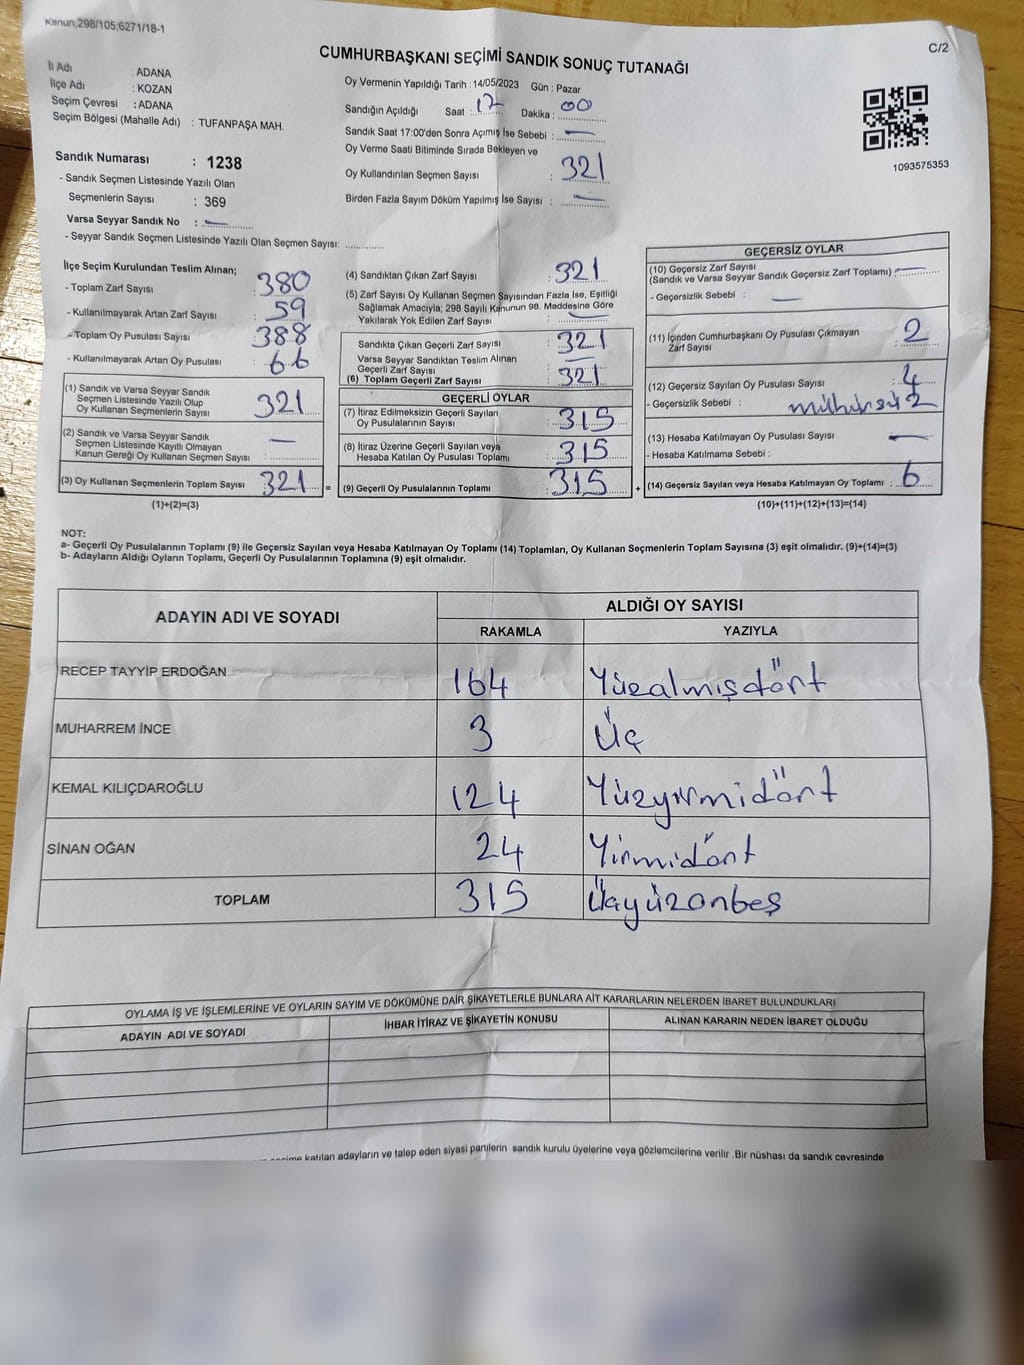 Kanun;298/105;6271/18-1
C/2
CUMHURBAŞKANI SEÇİMİ SANDIK SONUÇ TUTANAĞI
İl Adı : ADANA
İlçe Adı : KOZAN
Seçim Çevresi : ADANA
Seçim Bölgesi (Mahalle Adı) : TUFANPAŞA MAH.
Sandık Numarası : 1238
- Sandık Seçmen Listesinde Yazılı Olan
Seçmenlerin Sayısı : 369
Varsa Seyyar Sandık No : —
- Seyyar Sandık Seçmen Listesinde Yazılı Olan Seçmen Sayısı:
Oy Vermenin Yapıldığı Tarih : 14/05/2023 Gün : Pazar
Sandığın Açıldığı Saat : 17 Dakika : 00
Sandık Saat 17:00'den Sonra Açımış İse Sebebi : —
Oy Verme Saati Bitiminde Sırada Bekleyen ve
Oy Kullandırılan Seçmen Sayısı : 321
Birden Fazla Sayım Döküm Yapılmış İse Sayısı : —
1093575353
İlçe Seçim Kurulundan Teslim Alınan;
- Toplam Zarf Sayısı : 380
- Kullanılmayarak Artan Zarf Sayısı : 59
- Toplam Oy Pusulası Sayısı : 388
- Kullanılmayarak Artan Oy Pusulası : 66
(1) Sandık ve Varsa Seyyar Sandık
Seçmen Listesinde Yazılı Olup
Oy Kullanan Seçmenlerin Sayısı : 321
(2) Sandık ve Varsa Seyyar Sandık
Seçmen Listesinde Kayıtlı Olmayan
Kanun Gereği Oy Kullanan Seçmen Sayısı : —
(3) Oy Kullanan Seçmenlerin Toplam Sayısı : 321
(1)+(2)=(3)
(4) Sandıktan Çıkan Zarf Sayısı : 321
(5) Zarf Sayısı Oy Kullanan Seçmen Sayısından Fazla İse, Eşitliği
Sağlamak Amacıyla; 298 Sayılı Kanunun 98. Maddesine Göre
Yakılarak Yok Edilen Zarf Sayısı : —
Sandıkta Çıkan Geçerli Zarf Sayısı : 321
Varsa Seyyar Sandıktan Teslim Alınan
Geçerli Zarf Sayısı : —
(6) Toplam Geçerli Zarf Sayısı : 321
GEÇERLİ OYLAR
(7) İtiraz Edilmeksizin Geçerli Sayılan
Oy Pusulalarının Sayısı : 315
(8) İtiraz Üzerine Geçerli Sayılan veya
Hesaba Katılan Oy Pusulası Toplamı : 315
= (9) Geçerli Oy Pusulalarının Toplamı : 315 +
GEÇERSİZ OYLAR
(10) Geçersiz Zarf Sayısı
(Sandık ve Varsa Seyyar Sandık Geçersiz Zarf Toplamı) : —
- Geçersizlik Sebebi : —
(11) İçinden Cumhurbaşkanı Oy Pusulası Çıkmayan
Zarf Sayısı : 2
(12) Geçersiz Sayılan Oy Pusulası Sayısı : 4
- Geçersizlik Sebebi :
(13) Hesaba Katılmayan Oy Pusulası Sayısı : —
- Hesaba Katılmama Sebebi :
(14) Geçersiz Sayılan veya Hesaba Katılmayan Oy Toplamı : 6
(10)+(11)+(12)+(13)=(14)
NOT:
a- Geçerli Oy Pusulalarının Toplamı (9) ile Geçersiz Sayılan veya Hesaba Katılmayan Oy Toplamı (14) Toplamları, Oy Kullanan Seçmenlerin Toplam Sayısına (3) eşit olmalıdır. (9)+(14)=(3)
b- Adayların Aldığı Oyların Toplamı, Geçerli Oy Pusulalarının Toplamına (9) eşit olmalıdır.
ADAYIN ADI VE SOYADI ALDIĞI OY SAYISI
RAKAMLA YAZIYLA
RECEP TAYYİP ERDOĞAN 164 Yüzalmışdört
MUHARREM İNCE 3 Üç
KEMAL KILIÇDAROĞLU 124 Yüzyirmidört
SİNAN OĞAN 24 Yirmidört
TOPLAM 315 Üçyüzonbeş
OYLAMA İŞ VE İŞLEMLERİNE VE OYLARIN SAYIM VE DÖKÜMÜNE DAİR ŞİKAYETLERLE BUNLARA AİT KARARLARIN NELERDEN İBARET BULUNDUKLARI
ADAYIN ADI VE SOYADI İHBAR İTİRAZ VE ŞİKAYETİN KONUSU ALINAN KARARIN NEDEN İBARET OLDUĞU
katılan adayların ve talep eden siyasi partilerin sandık kurulu üyelerine veya gözlemcilerine verilir .Bir nüshası da sandık çevresinde